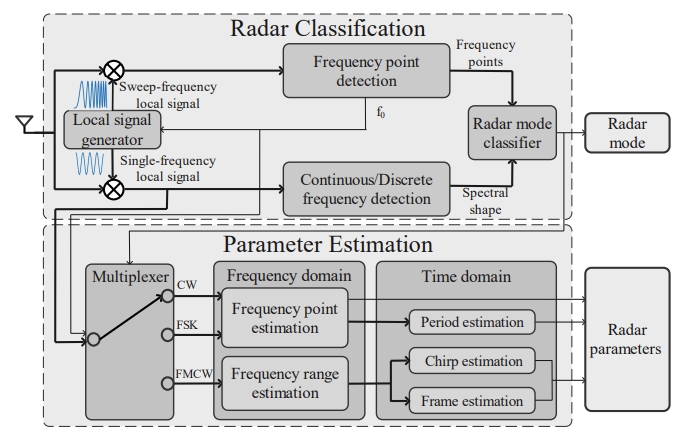 Radar Classification
Frequency point
detection
Frequency
points
Sweep-frequency
local signal
Local signal
generator
f0
Radar mode
classifier
Radar
mode
Single-frequency
local signal
Continuous/Discrete
frequency detection
Spectral
shape
Parameter Estimation
Multiplexer
Frequency domain
Time domain
CW
Frequency point
estimation
FSK
Period estimation
Radar
parameters
FMCW
Frequency range
estimation
Chirp estimation
Frame estimation